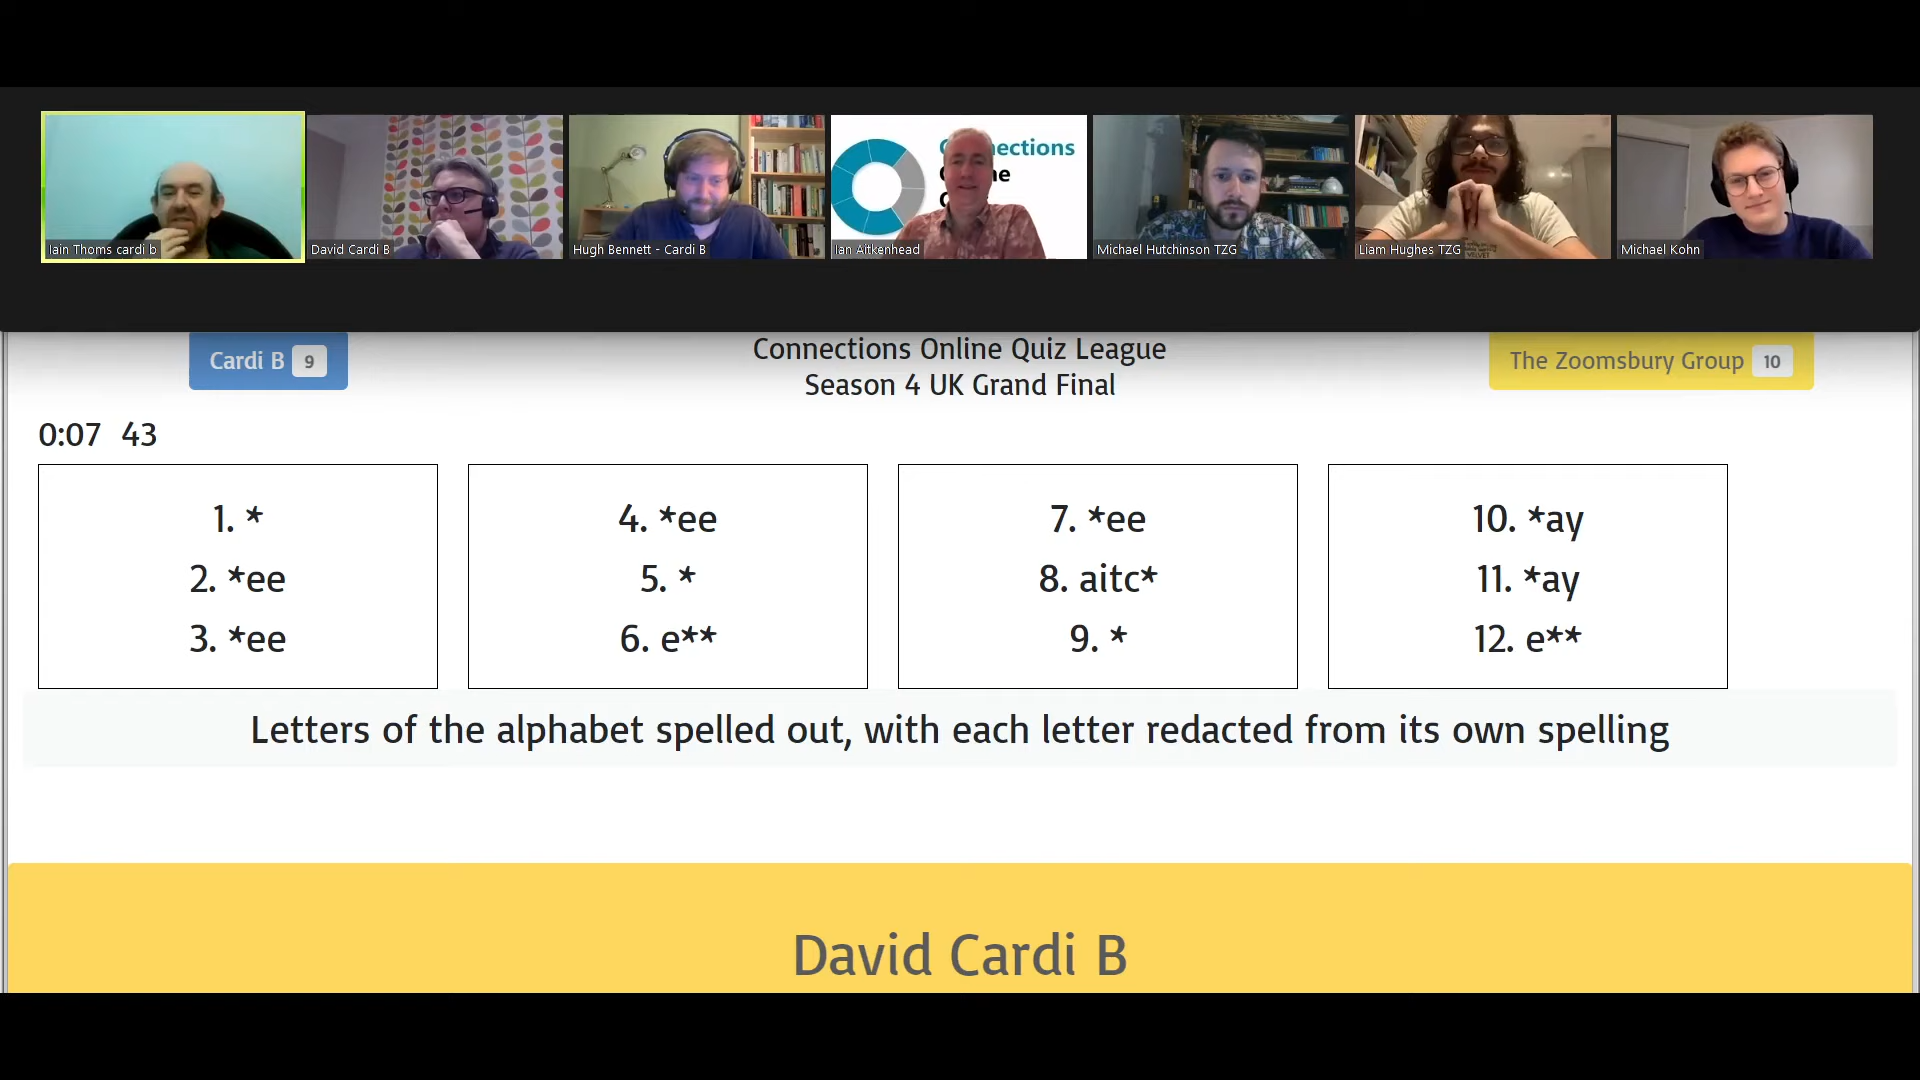 Connections
Iain Thoms cardi b
David Cardi B
Hugh Bennett - Cardi B
Ian Aitkenhead
Michael Hutchinson TZG
Liam Hughes TZG
Michael Kohn
Cardi B 9
Connections Online Quiz League
Season 4 UK Grand Final
The Zoomsbury Group 10
0:07 43
1. *
2. *ee
3. *ee
4. *ee
5. *
6. e**
7. *ee
8. aitc*
9. *
10. *ay
11. *ay
12. e**
Letters of the alphabet spelled out, with each letter redacted from its own spelling
David Cardi B